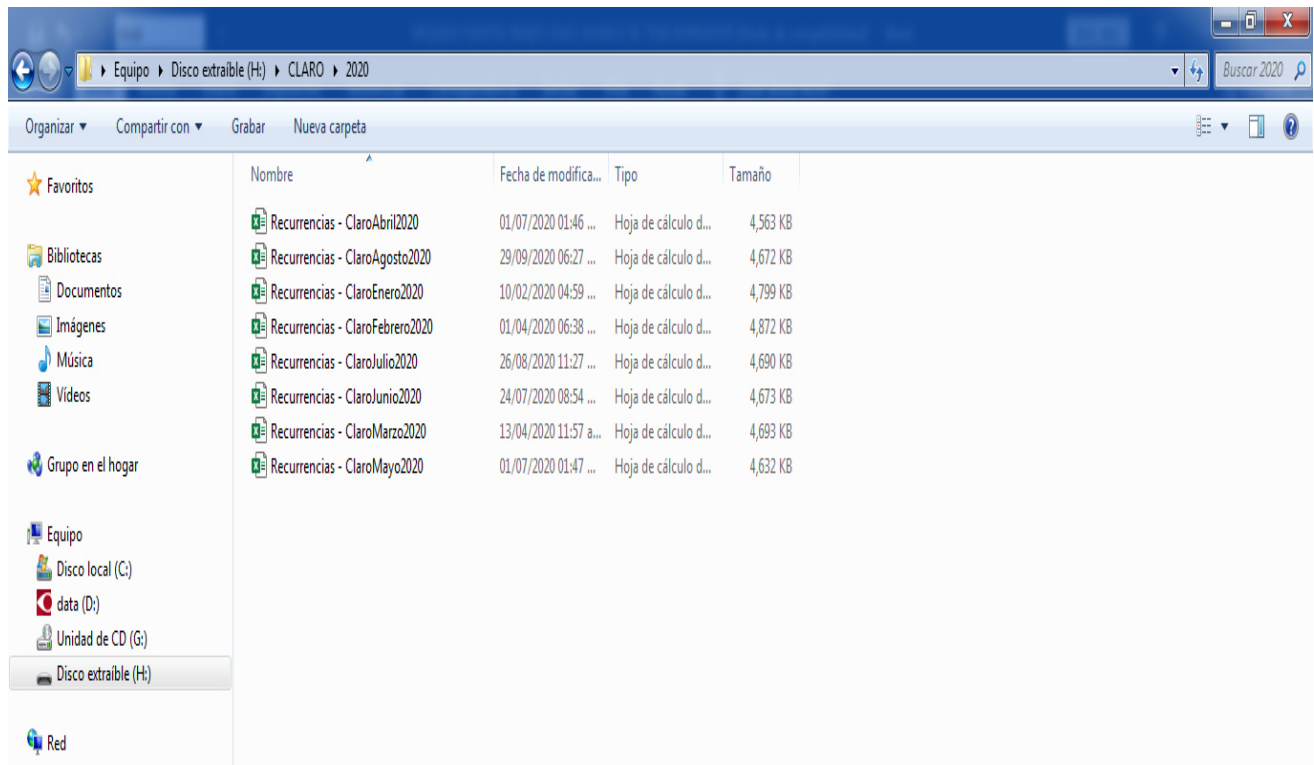 Equipo Disco extraíble (H:) CLARO 2020
Buscar 2020
Organizar Compartir con Grabar Nueva carpeta
Favoritos
Bibliotecas
Documentos
Imágenes
Música
Vídeos
Grupo en el hogar
Equipo
Disco local (C:)
data (D:)
Unidad de CD (G:)
Disco extraíble (H:)
Red
Nombre Fecha de modifica... Tipo Tamaño
Recurrencias - ClaroAbril2020 01/07/2020 01:46 ... Hoja de cálculo d... 4,563 KB
Recurrencias - ClaroAgosto2020 29/09/2020 06:27 ... Hoja de cálculo d... 4,672 KB
Recurrencias - ClaroEnero2020 10/02/2020 04:59 ... Hoja de cálculo d... 4,799 KB
Recurrencias - ClaroFebrero2020 01/04/2020 06:38 ... Hoja de cálculo d... 4,872 KB
Recurrencias - ClaroJulio2020 26/08/2020 11:27 ... Hoja de cálculo d... 4,690 KB
Recurrencias - ClaroJunio2020 24/07/2020 08:54 ... Hoja de cálculo d... 4,673 KB
Recurrencias - ClaroMarzo2020 13/04/2020 11:57 a... Hoja de cálculo d... 4,693 KB
Recurrencias - ClaroMayo2020 01/07/2020 01:47 ... Hoja de cálculo d... 4,632 KB